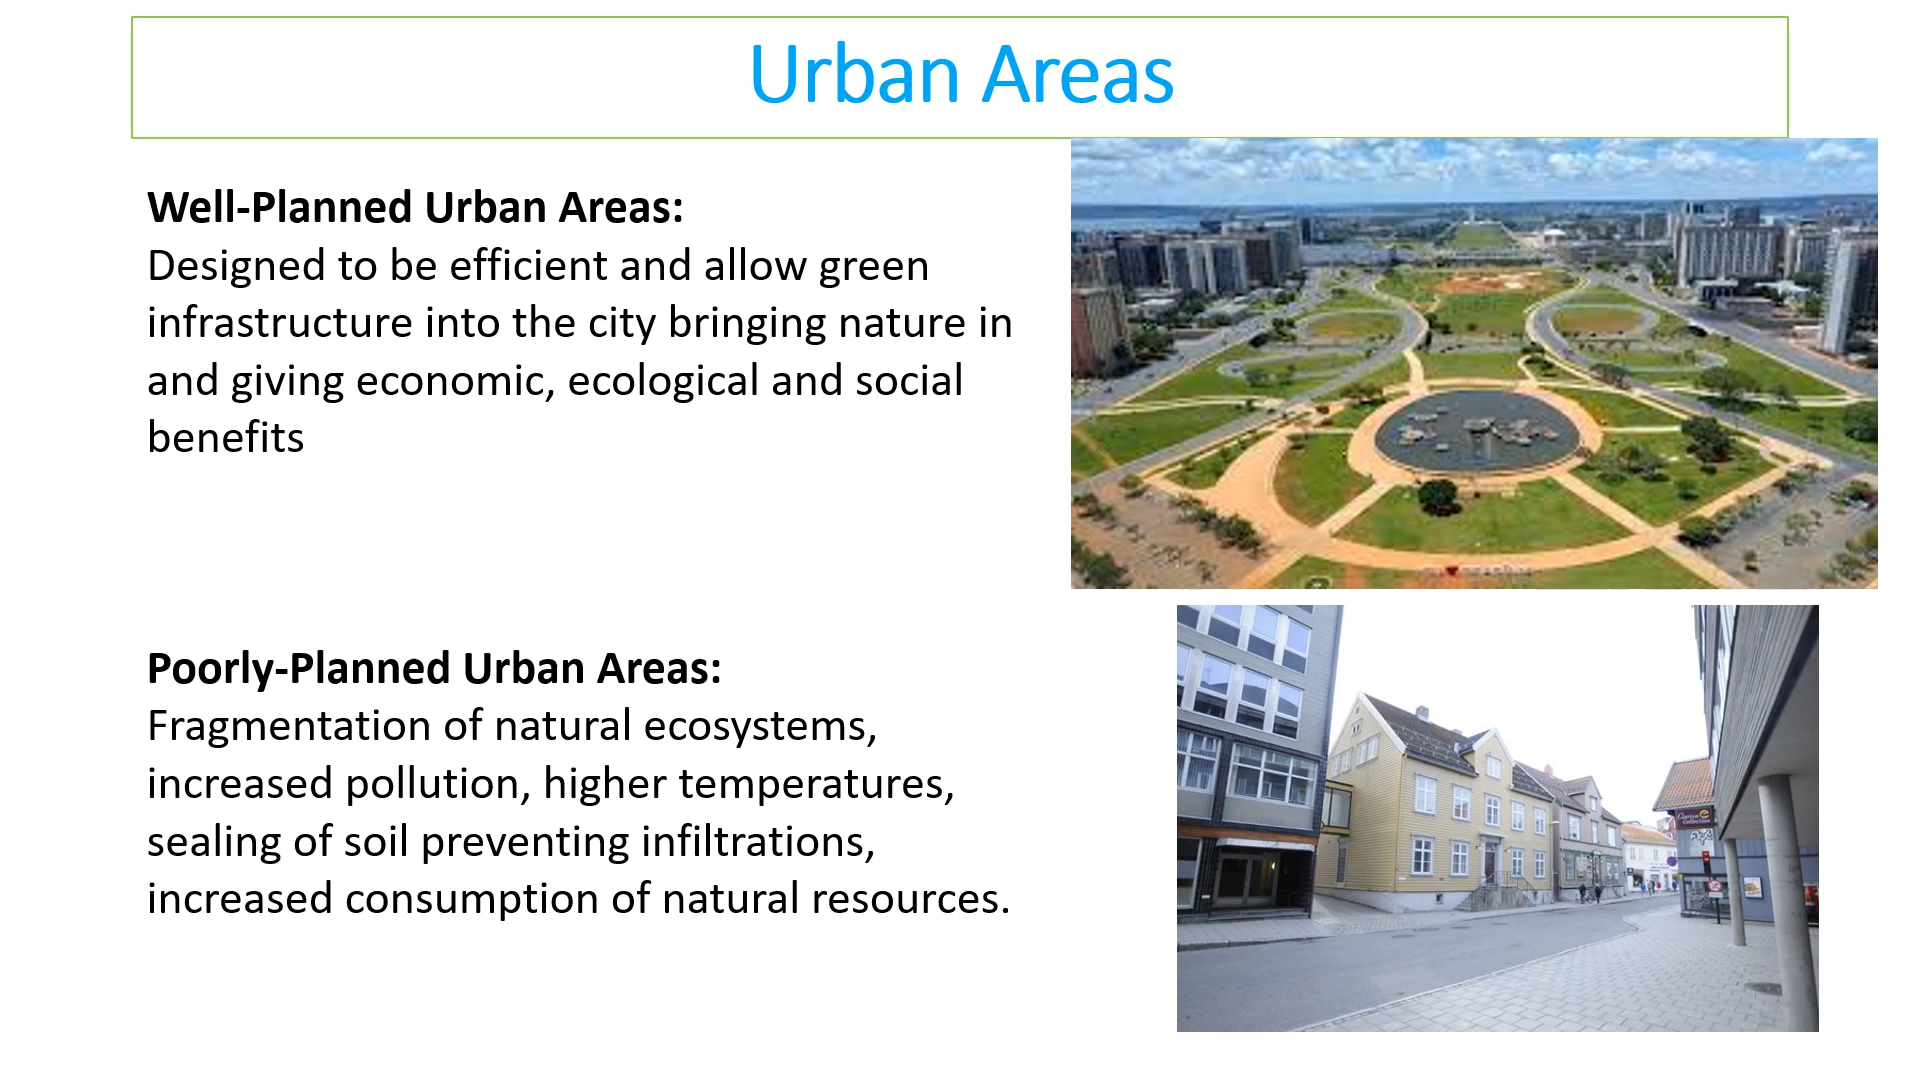 Urban Areas
Well-Planned Urban Areas:
Designed to be efficient and allow green
infrastructure into the city bringing nature in
and giving economic, ecological and social
benefits
Poorly-Planned Urban Areas:
Fragmentation of natural ecosystems,
increased pollution, higher temperatures,
sealing of soil preventing infiltrations,
increased consumption of natural resources.
Clarion
Collection